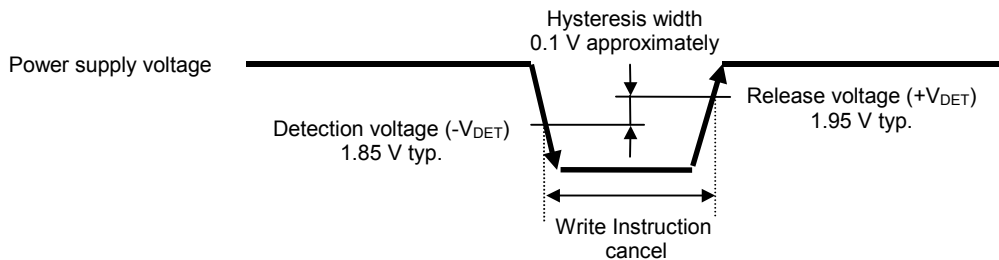 Hysteresis width
0.1 V approximately
Power supply voltage
Release voltage (+VDET)
1.95 V typ.
Detection voltage (-VDET)
1.85 V typ.
Write Instruction
cancel